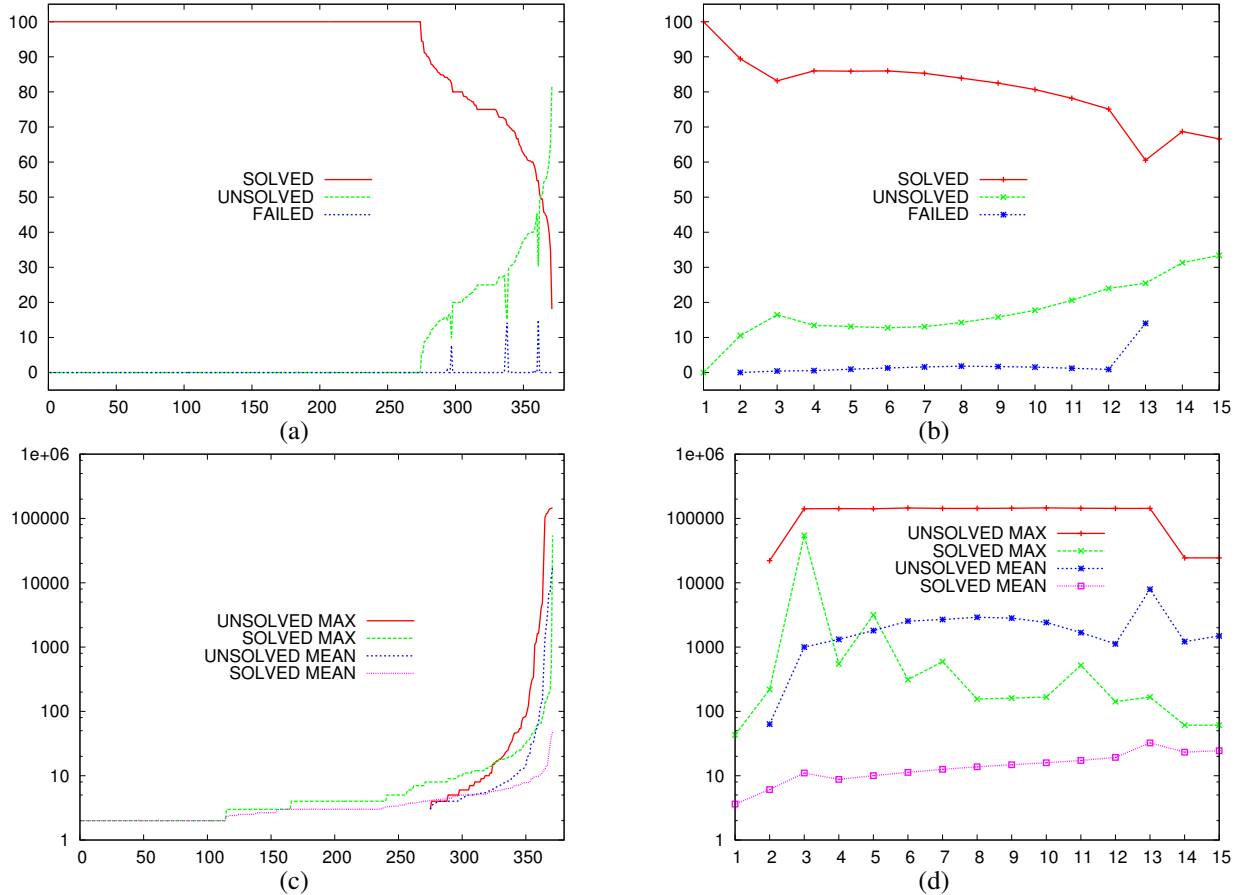 100
90
80
70
60
50
40
30
20
10
0
SOLVED
UNSOLVED
FAILED
0 50 100 150 200 250 300 350
(a)
100
90
80
70
60
50
40
30
20
10
0
SOLVED
UNSOLVED
FAILED
1 2 3 4 5 6 7 8 9 10 11 12 13 14 15
(b)
1e+06
100000
10000
1000
100
10
1
UNSOLVED MAX
SOLVED MAX
UNSOLVED MEAN
SOLVED MEAN
0 50 100 150 200 250 300 350
(c)
1e+06
100000
10000
1000
100
10
1
UNSOLVED MAX
SOLVED MAX
UNSOLVED MEAN
SOLVED MEAN
1 2 3 4 5 6 7 8 9 10 11 12 13 14 15
(d)